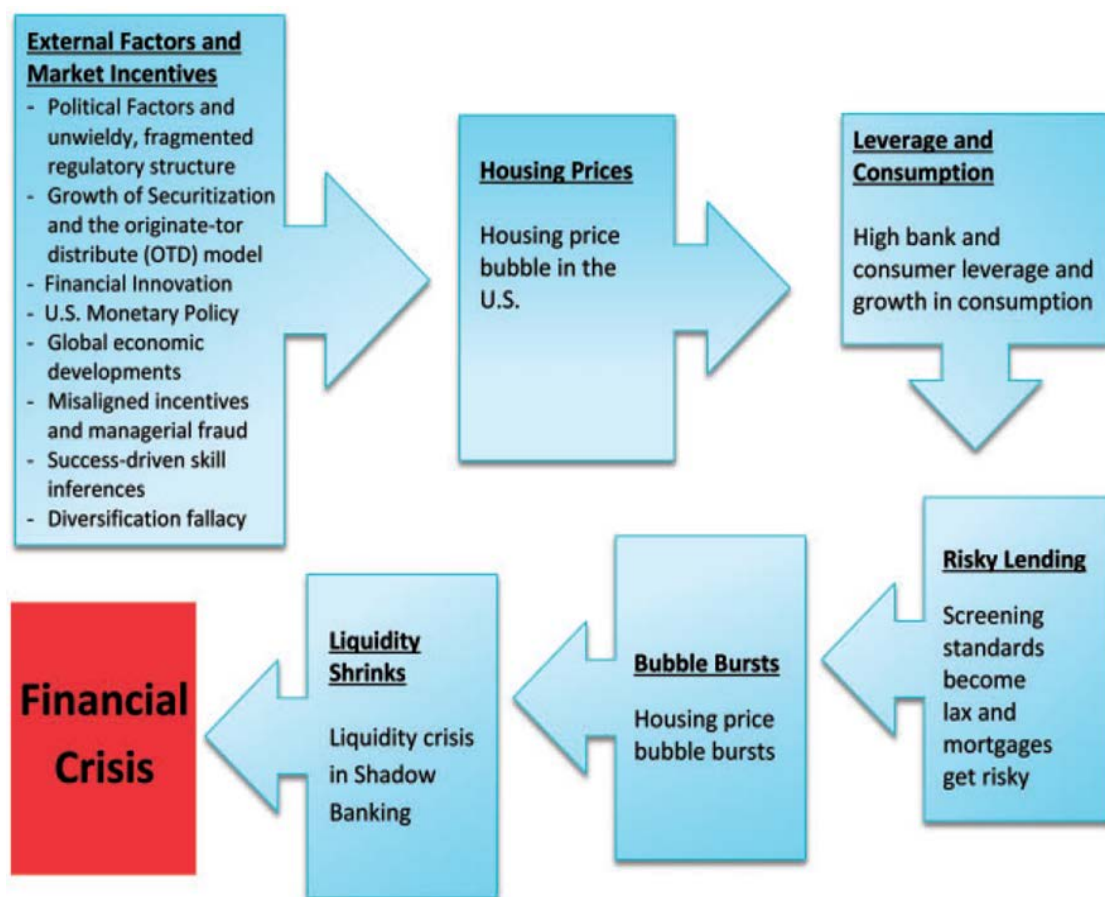 External Factors and
Market Incentives
- Political Factors and
unwieldy, fragmented
regulatory structure
- Growth of Securitization
and the originate-tor
distribute (OTD) model
- Financial Innovation
- U.S. Monetary Policy
- Global economic
developments
- Misaligned incentives
and managerial fraud
- Success-driven skill
inferences
- Diversification fallacy
Housing Prices
Housing price
bubble in the
U.S.
Leverage and
Consumption
High bank and
consumer leverage and
growth in consumption
Risky Lending
Screening
standards
become
lax and
mortgages
get risky
Bubble Bursts
Housing price
bubble bursts
Liquidity
Shrinks
Liquidity crisis
in Shadow
Banking
Financial
Crisis